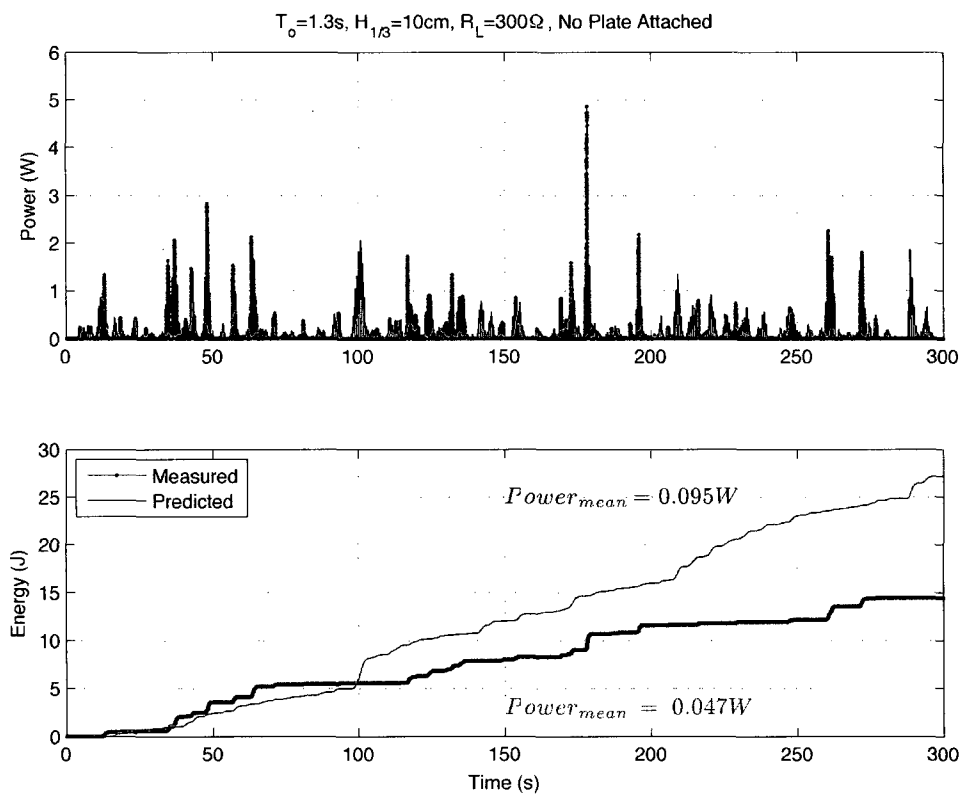 T_o=1.3s, H_1/3=10cm, R_L=300Ω, No Plate Attached
6
5
4
3
2
1
0
Power (W)
0 50 100 150 200 250 300
30
25
20
15
10
5
0
Energy (J)
Measured
Predicted
Power_mean = 0.095W
Power_mean = 0.047W
0 50 100 150 200 250 300
Time (s)